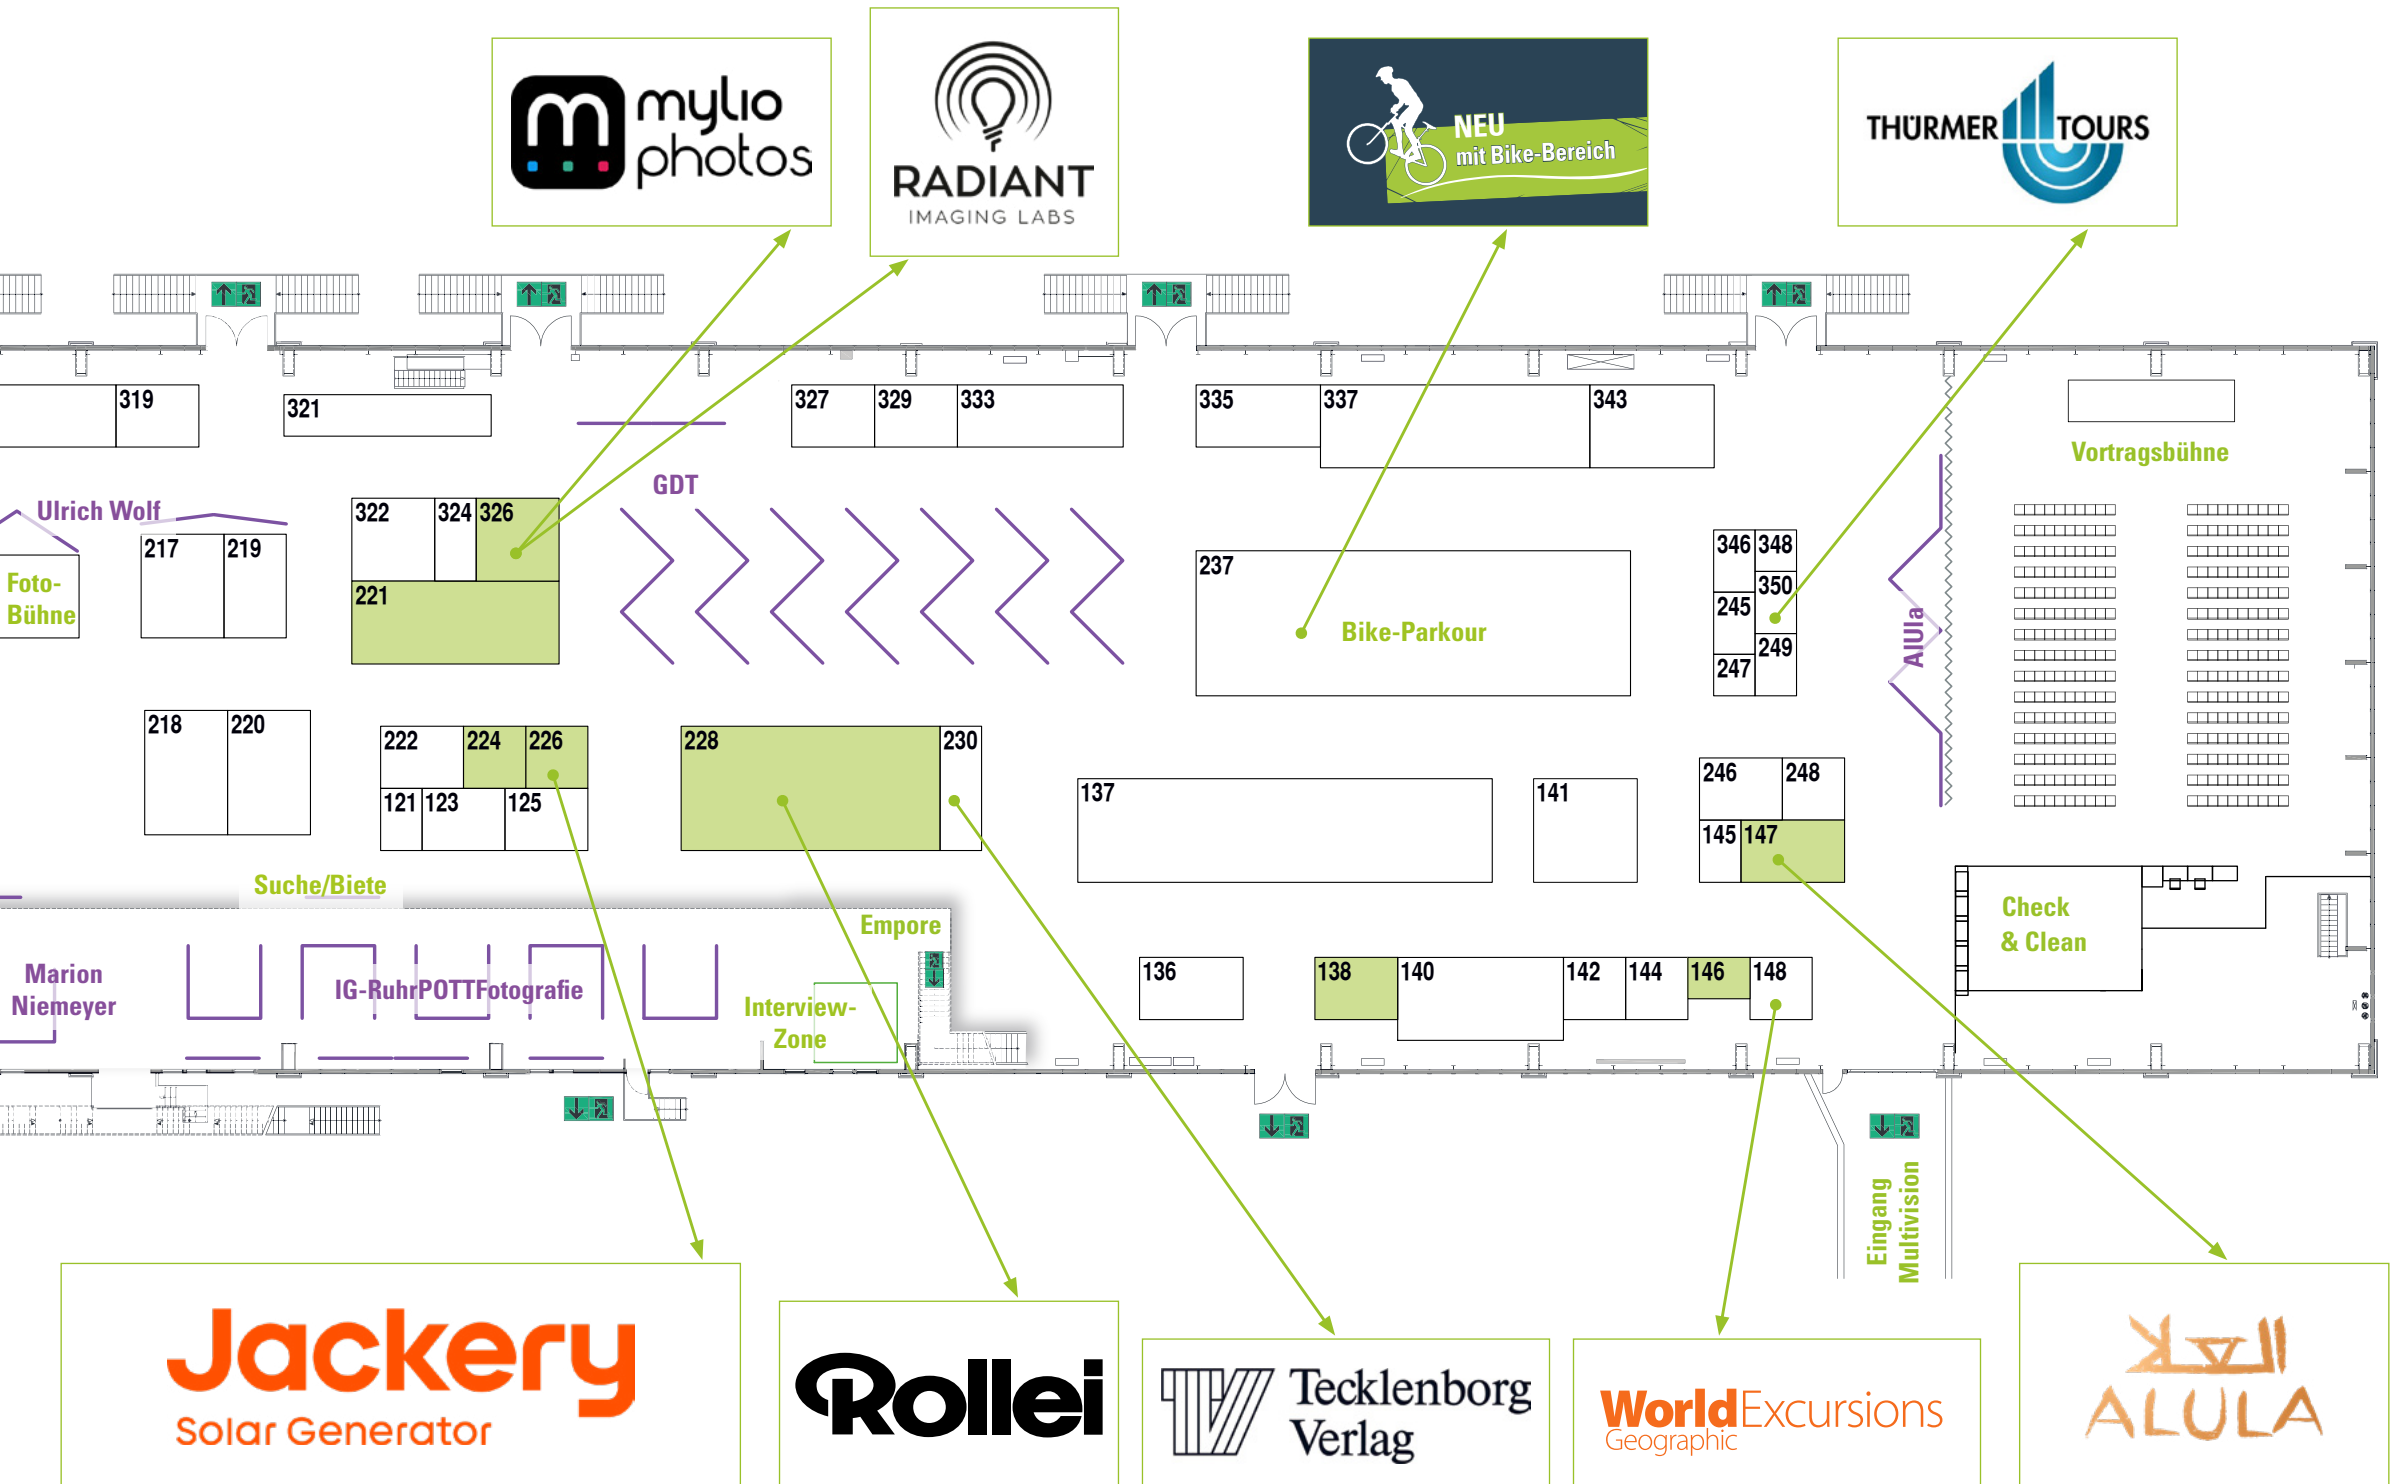 mylio
photos
RADIANT
IMAGING LABS
NEU
mit Bike-Bereich
THÜRMER TOURS
319
321
327
329
333
335
337
343
Vortragsbühne
GDT
Ulrich Wolf
322
324
326
217
219
346
348
237
Foto-
Bühne
221
350
245
Bike-Parkour
AlUla
249
247
218
220
222
224
226
228
230
246
248
121
123
125
137
141
145
147
Suche/Biete
Empore
Check
& Clean
Marion
Niemeyer
IG-RuhrPOTTFotografie
Interview-
Zone
136
138
140
142
144
146
148
Eingang
Multivision
Jackery
Solar Generator
Rollei
TV
Tecklenborg
Verlag
WorldExcursions
Geographic
العلا
ALULA